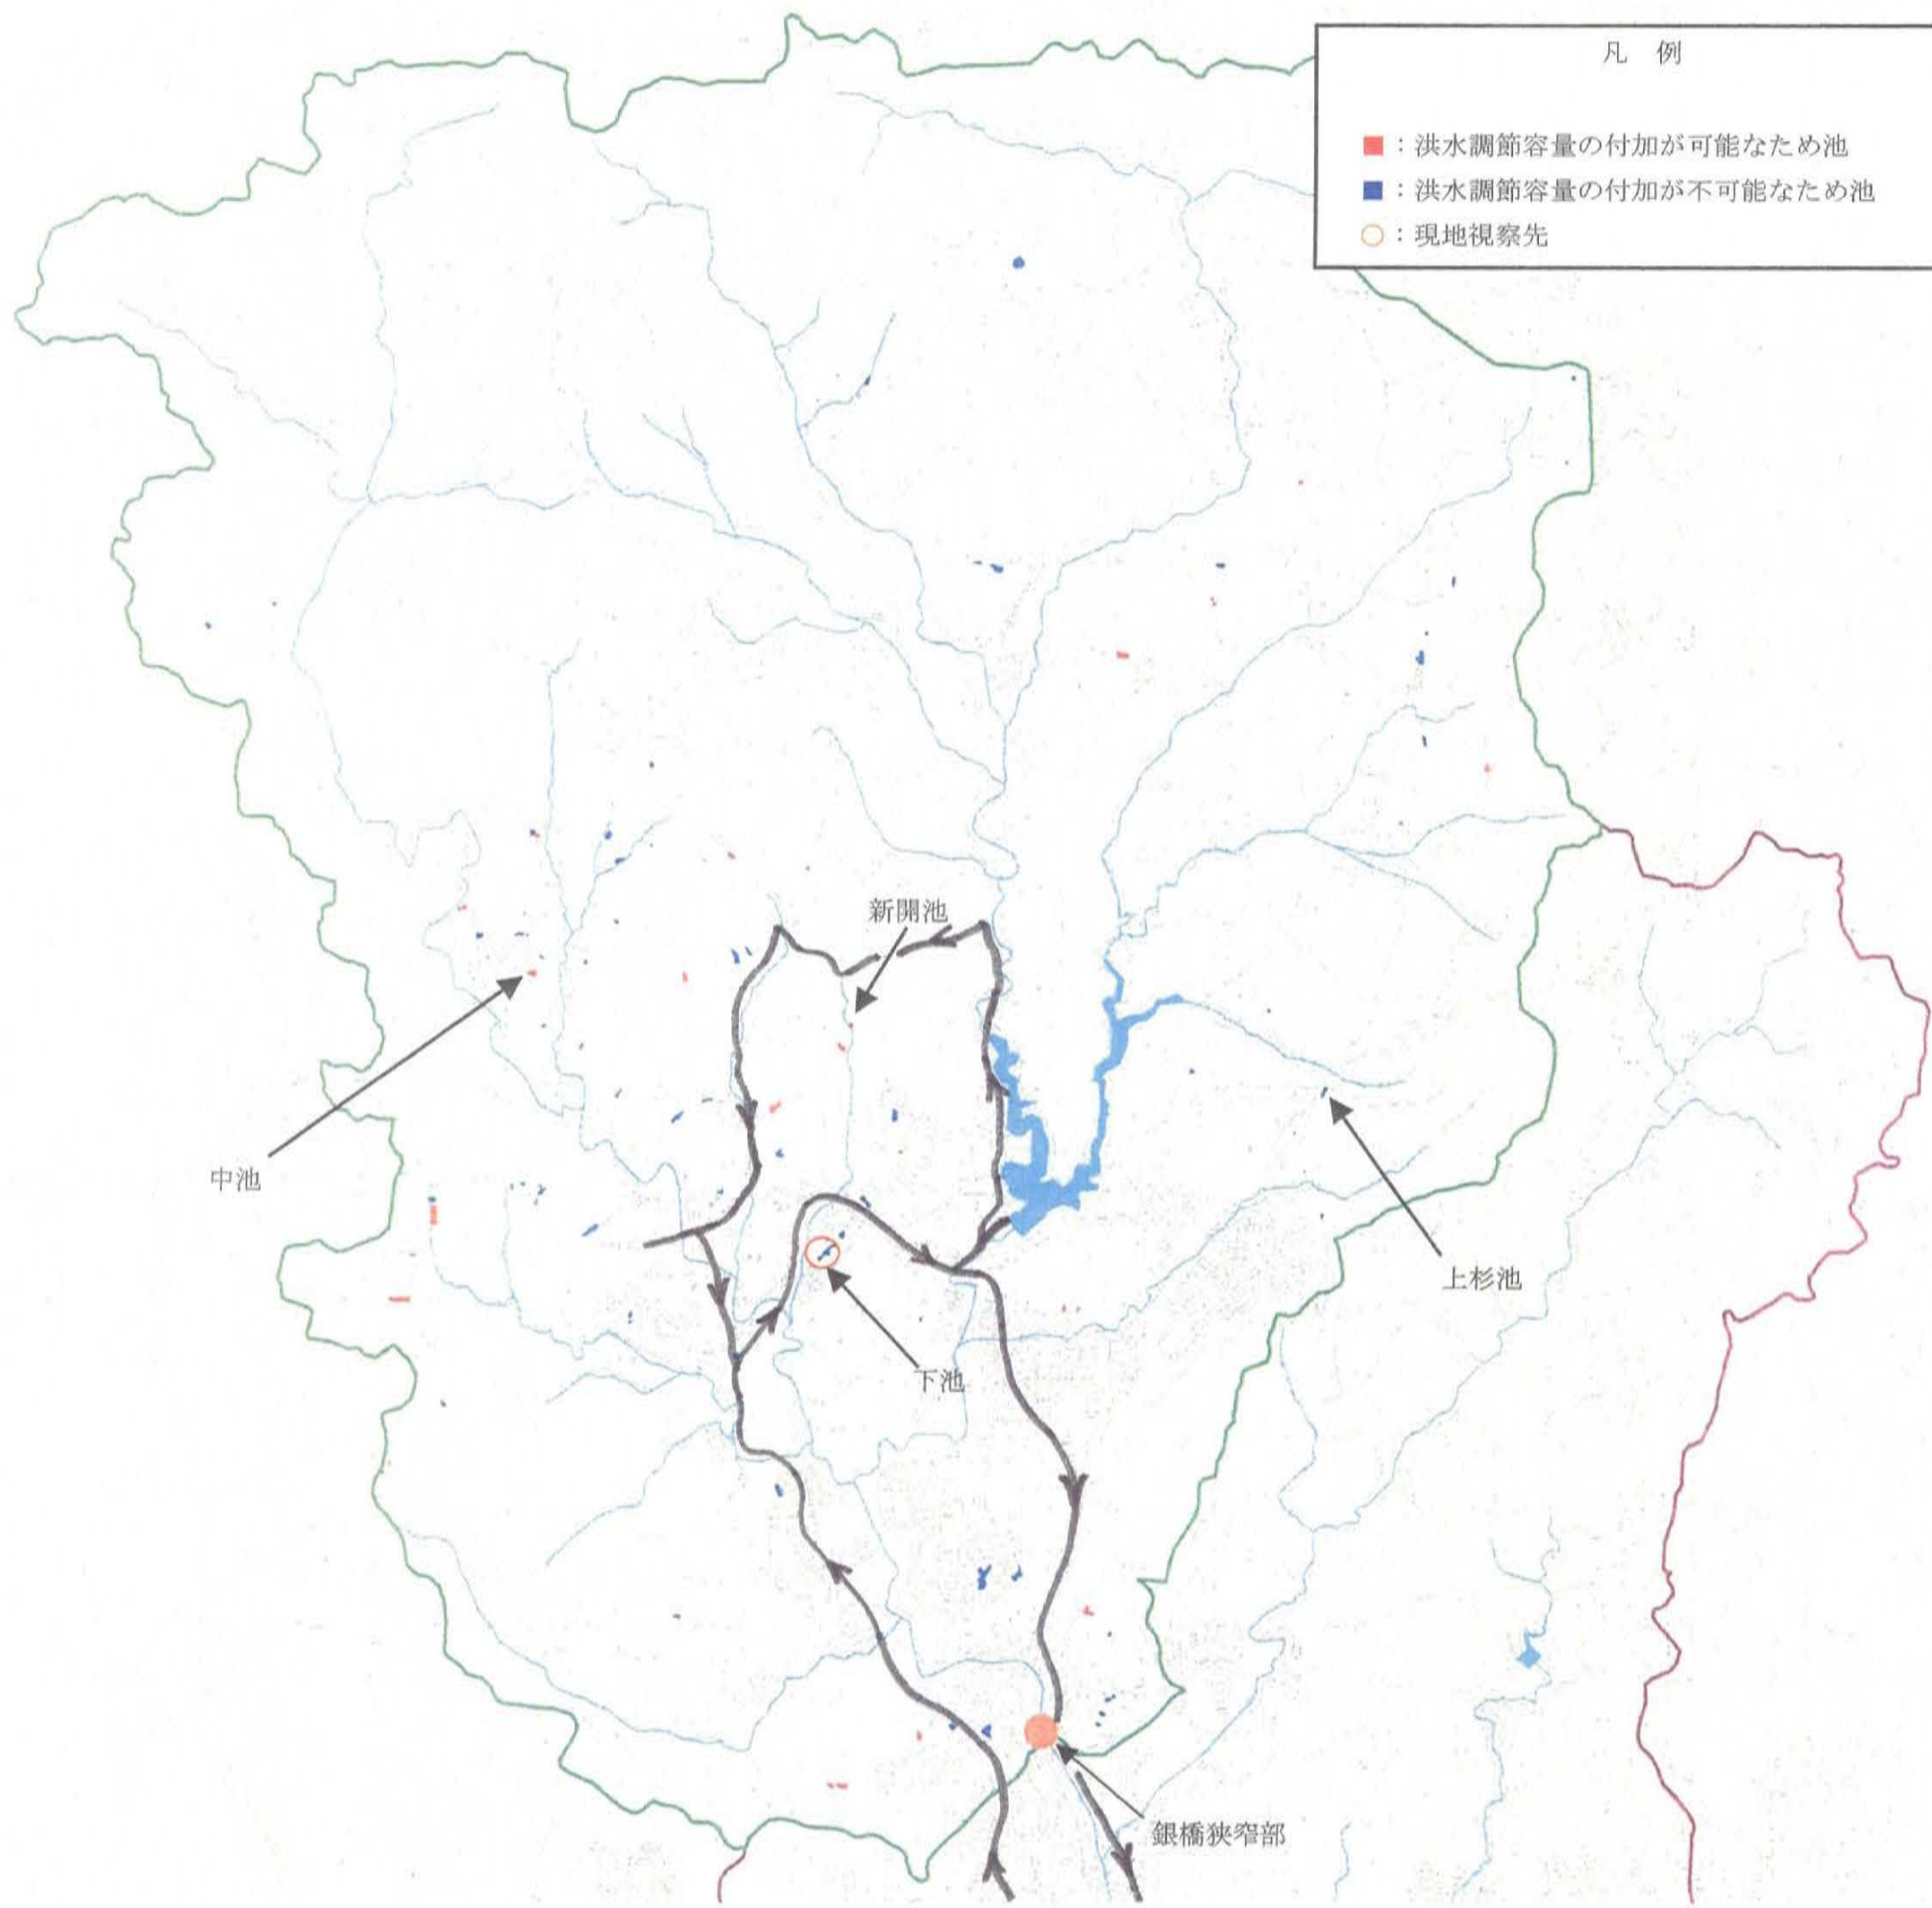 凡 例
■:洪水調節容量の付加が可能なため池
■:洪水調節容量の付加が不可能なため池
○:現地視察先
新開池
中池
上杉池
下池
銀橋狭窄部